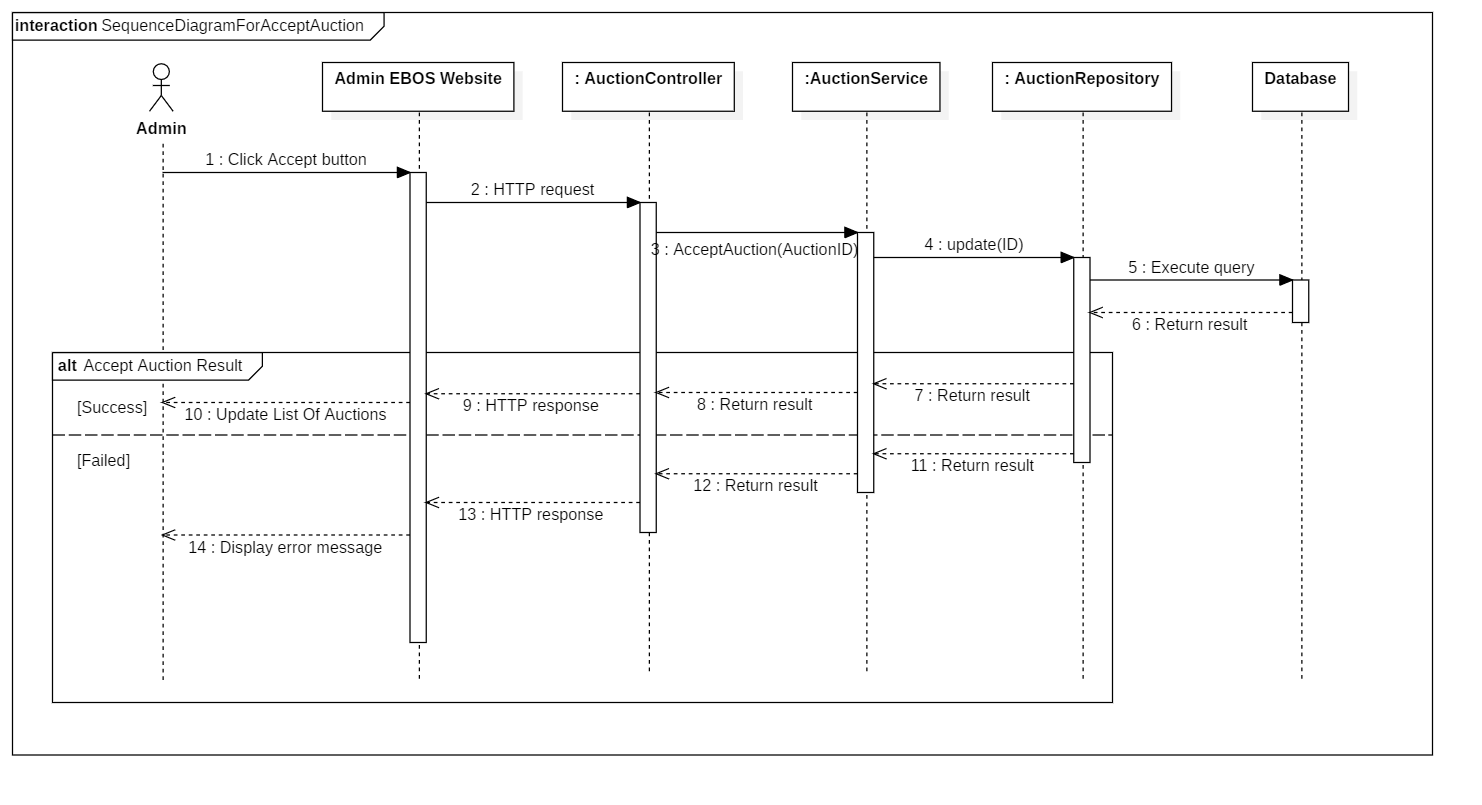 interaction SequenceDiagramForAcceptAuction
Admin
Admin EBOS Website
: AuctionController
:AuctionService
: AuctionRepository
Database
1 : Click Accept button
2 : HTTP request
3 : AcceptAuction(AuctionID)
4 : update(ID)
5 : Execute query
6 : Return result
alt Accept Auction Result
[Success]
7 : Return result
8 : Return result
9 : HTTP response
10 : Update List Of Auctions
[Failed]
11 : Return result
12 : Return result
13 : HTTP response
14 : Display error message